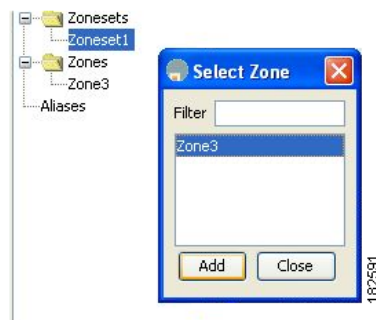 Zonesets
Zoneset1
Zones
Zone3
Aliases
Select Zone
Filter
Zone3
Add
Close
182591